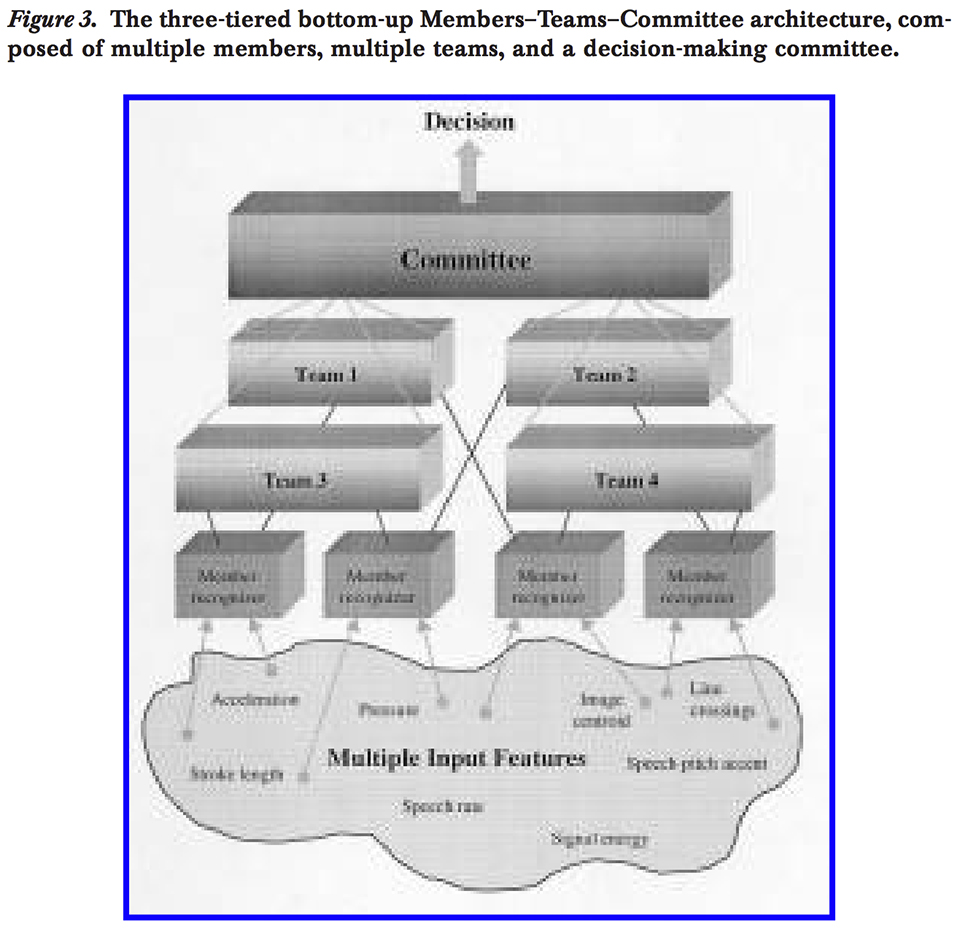 Figure 3. The three-tiered bottom-up Members–Teams–Committee architecture, com-
posed of multiple members, multiple teams, and a decision-making committee.
Decision
Committee
Team 1
Team 2
Team 3
Team 4
Member
recognizer
Member
recognizer
Member
recognizer
Member
recognizer
Acceleration
Pressure
Image
centroid
Line
crossings
Multiple Input Features
Speech pitch accent
Stroke length
Speech rate
Signal energy